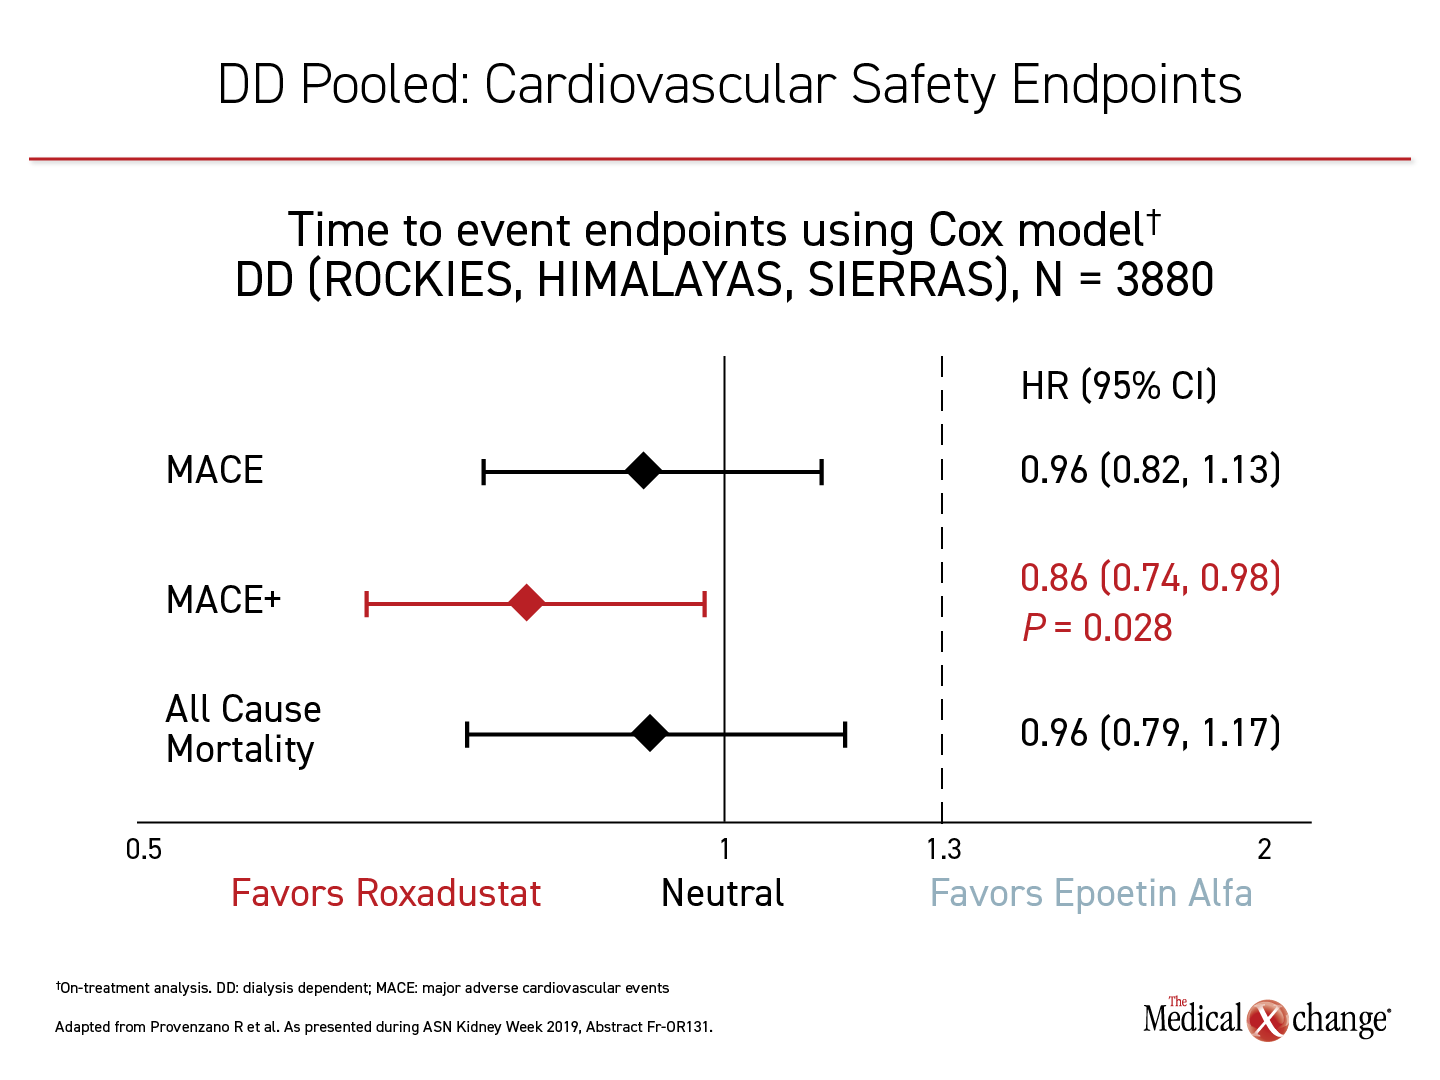 DD Pooled: Cardiovascular Safety Endpoints
Time to event endpoints using Cox model†
DD (ROCKIES, HIMALAYAS, SIERRAS), N = 3880
HR (95% CI)
MACE
0.96 (0.82, 1.13)
MACE+
0.86 (0.74, 0.98)
P = 0.028
All Cause
Mortality
0.96 (0.79, 1.17)
0.5
1
1.3
2
Favors Roxadustat
Neutral
Favors Epoetin Alfa
†On-treatment analysis. DD: dialysis dependent; MACE: major adverse cardiovascular events
Adapted from Provenzano R et al. As presented during ASN Kidney Week 2019, Abstract Fr-OR131.
The
Medical X change®